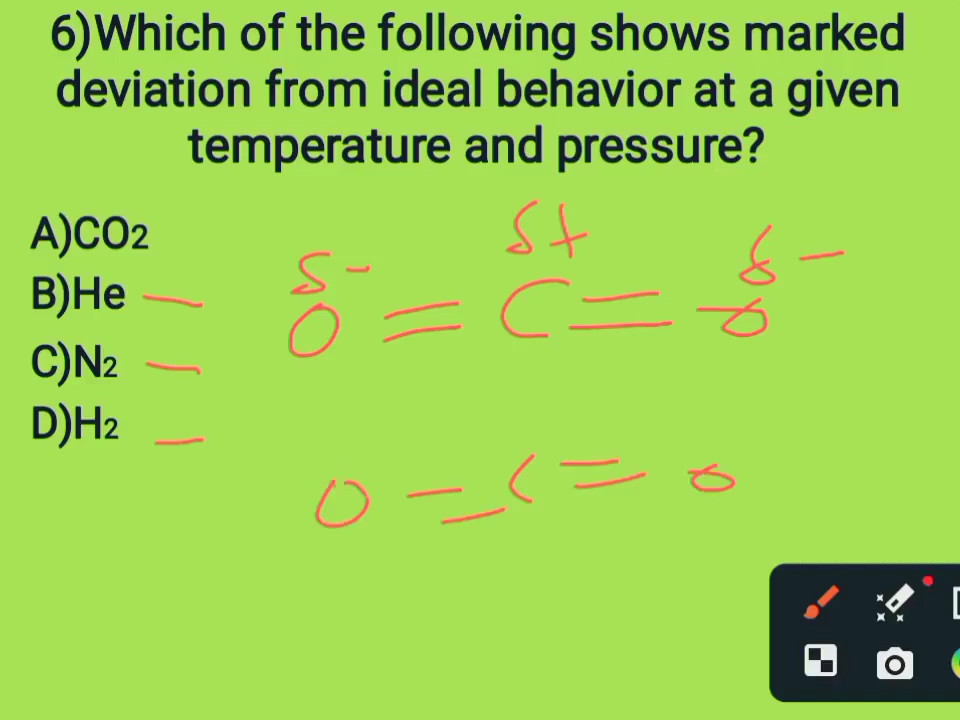 6)Which of the following shows marked
deviation from ideal behavior at a given
temperature and pressure?
A)CO2
B)He —
C)N2 —
D)H2 —
δ- δ+ δ-
O=C=O
O=C=O